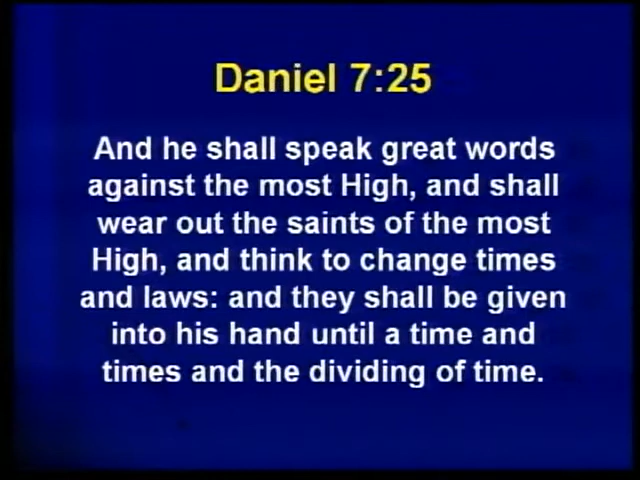 Daniel 7:25
And he shall speak great words
against the most High, and shall
wear out the saints of the most
High, and think to change times
and laws: and they shall be given
into his hand until a time and
times and the dividing of time.